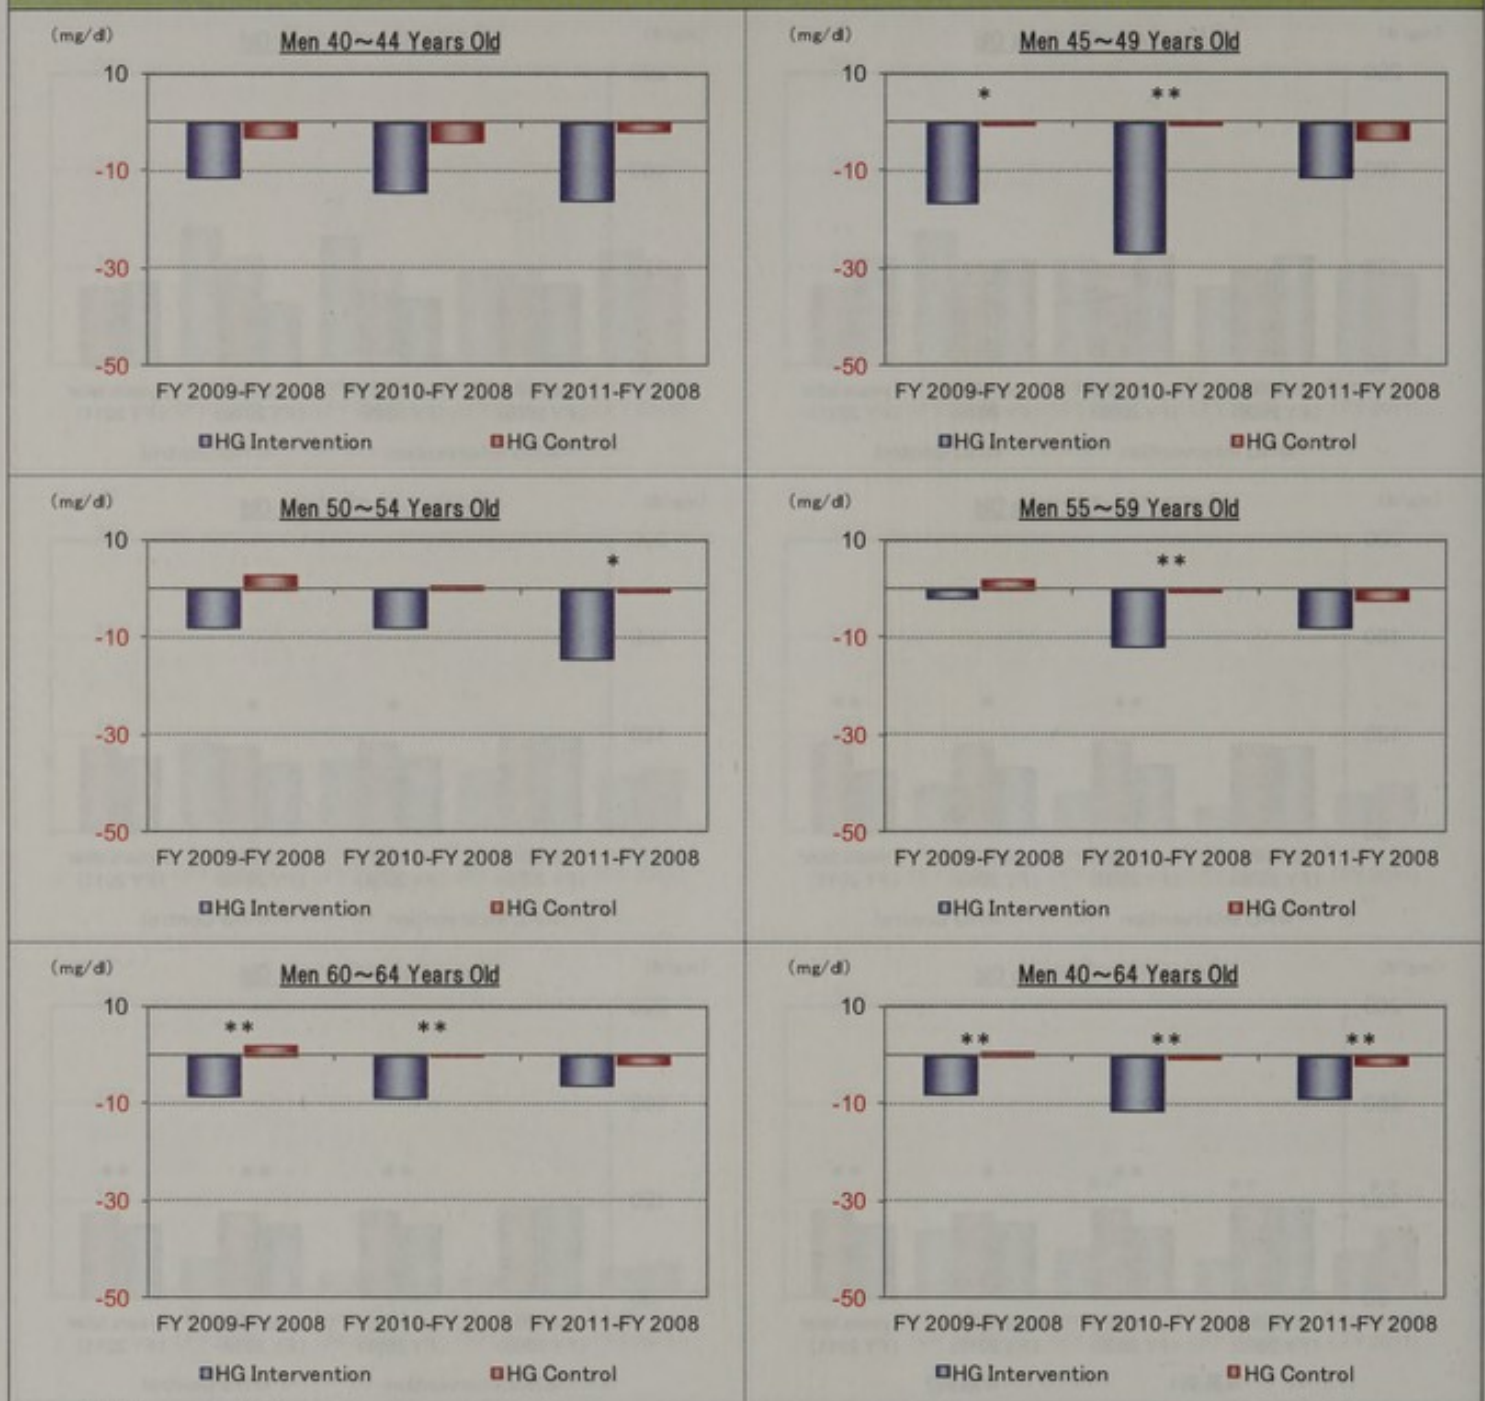 (mg/dl)
Men 40～44 Years Old
10
*
-10
-30
-50
FY 2009-FY 2008 FY 2010-FY 2008 FY 2011-FY 2008
HG Intervention HG Control
(mg/dl)
Men 45～49 Years Old
10
* **
-10
-30
-50
FY 2009-FY 2008 FY 2010-FY 2008 FY 2011-FY 2008
HG Intervention HG Control
(mg/dl)
Men 50～54 Years Old
10
*
-10
-30
-50
FY 2009-FY 2008 FY 2010-FY 2008 FY 2011-FY 2008
HG Intervention HG Control
(mg/dl)
Men 55～59 Years Old
10
**
-10
-30
-50
FY 2009-FY 2008 FY 2010-FY 2008 FY 2011-FY 2008
HG Intervention HG Control
(mg/dl)
Men 60～64 Years Old
10
** **
-10
-30
-50
FY 2009-FY 2008 FY 2010-FY 2008 FY 2011-FY 2008
HG Intervention HG Control
(mg/dl)
Men 40～64 Years Old
10
** ** **
-10
-30
-50
FY 2009-FY 2008 FY 2010-FY 2008 FY 2011-FY 2008
HG Intervention HG Control